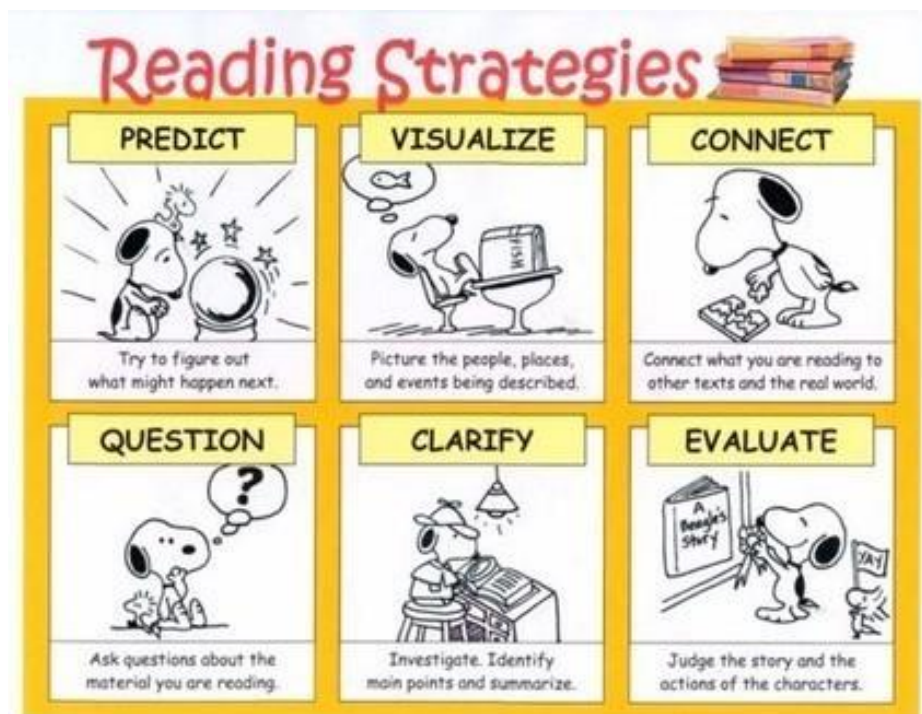 Reading Strategies
PREDICT
Try to figure out
what might happen next.
VISUALIZE
FISH
Picture the people, places,
and events being described.
CONNECT
Connect what you are reading to
other texts and the real world.
QUESTION
?
Ask questions about the
material you are reading.
CLARIFY
Investigate. Identify
main points and summarize.
EVALUATE
A
Beagle's
Story
YAY
Judge the story and the
actions of the characters.